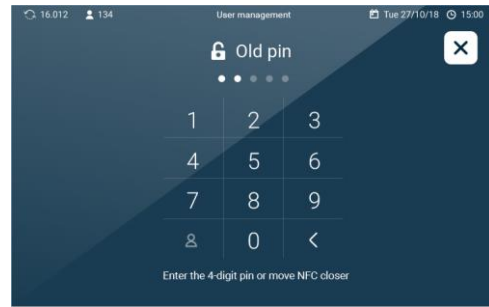 16.012 134 User management Tue 27/10/18 15:00
Old pin
1 2 3
4 5 6
7 8 9
0 <
Enter the 4-digit pin or move NFC closer